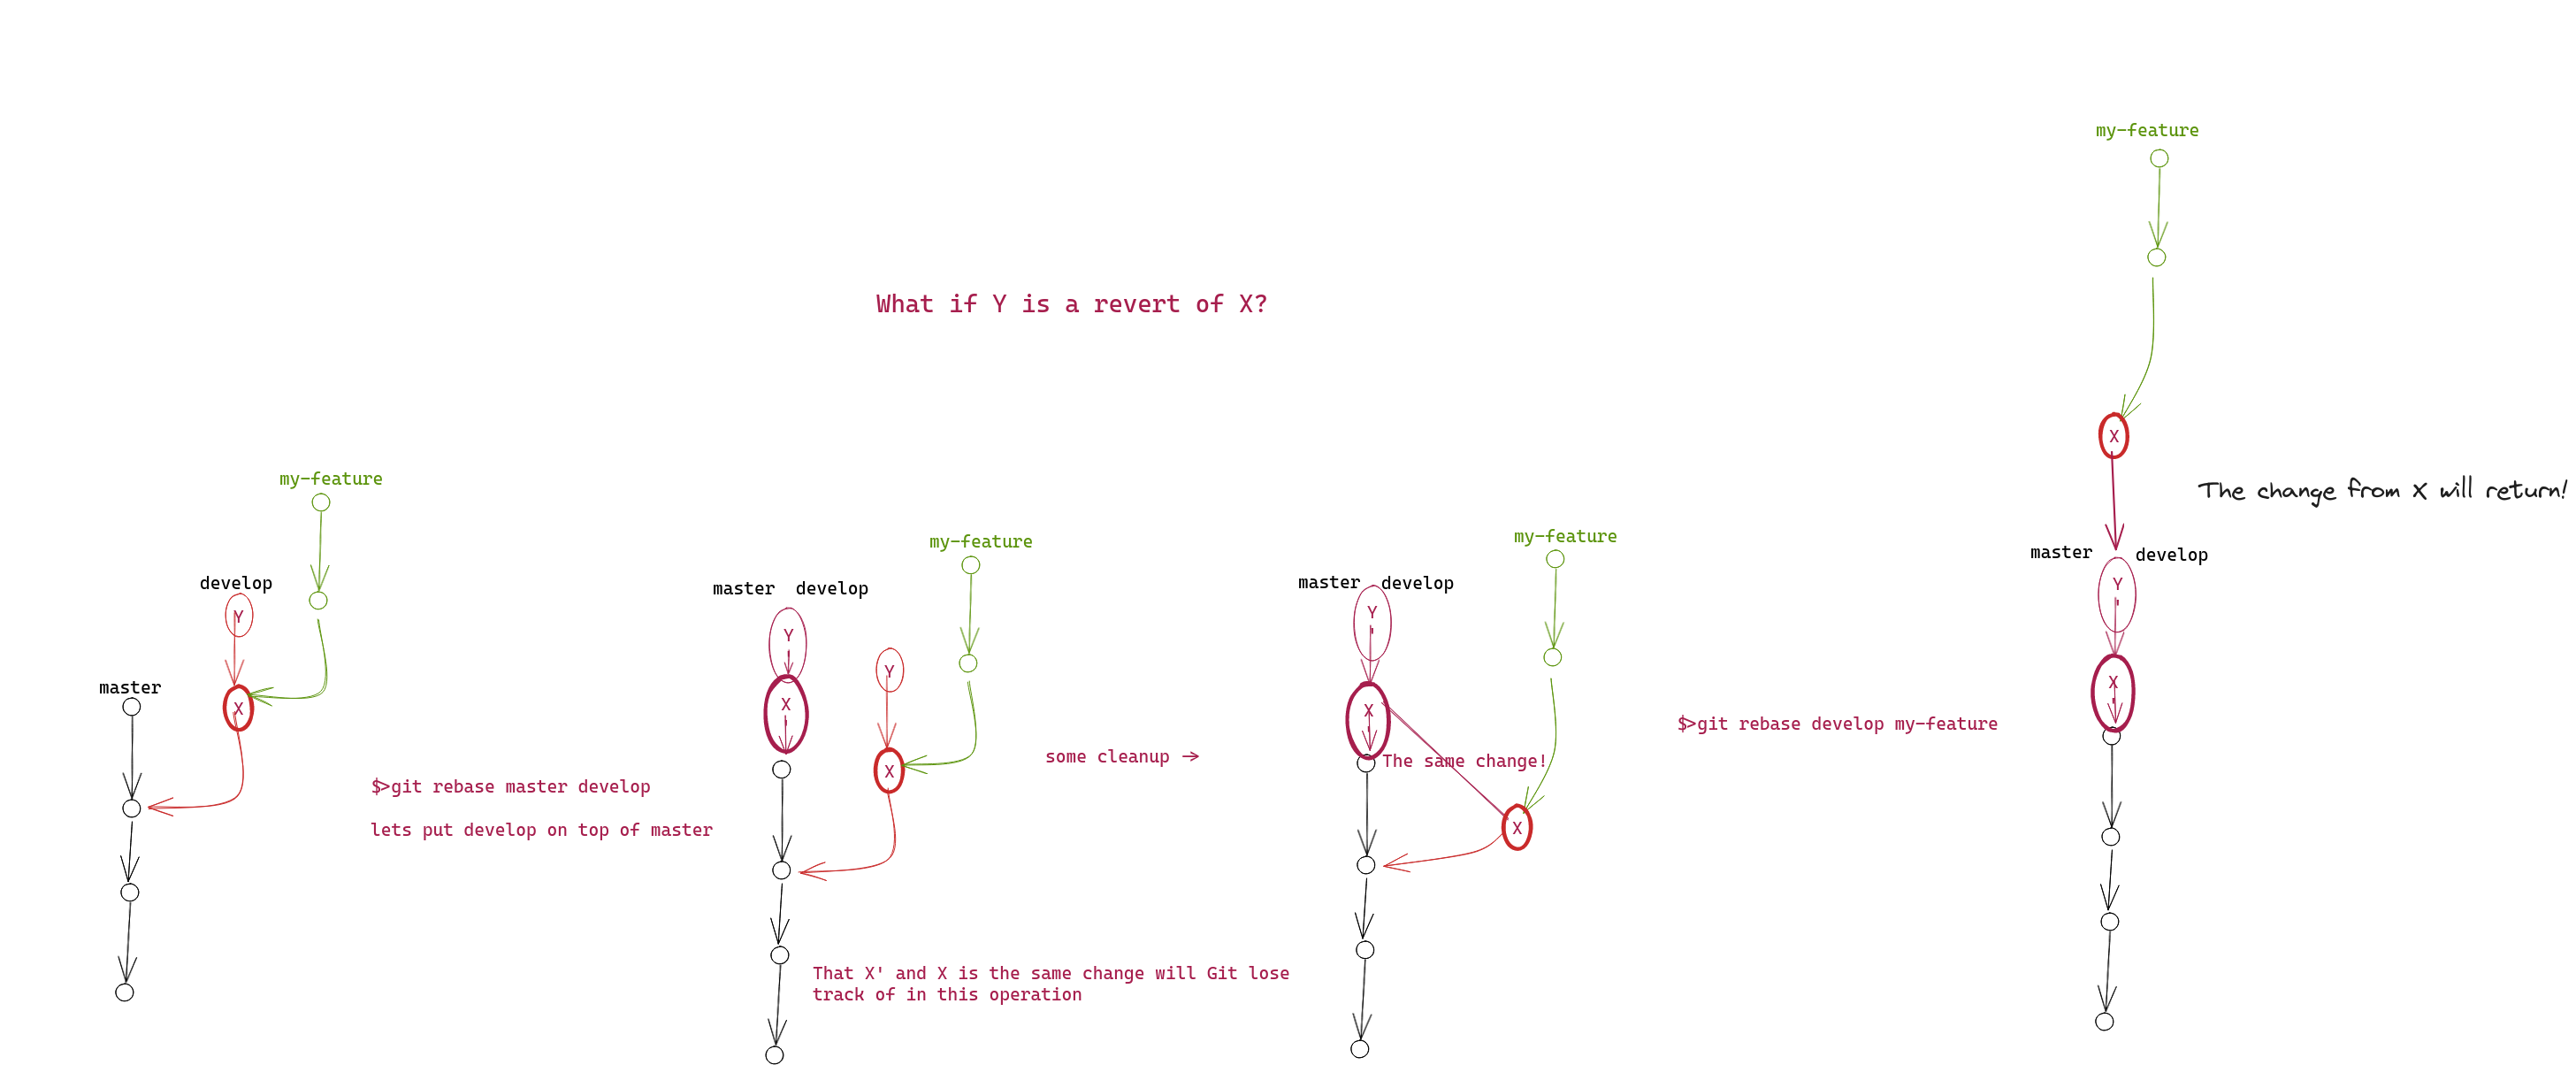 What if Y is a revert of X?
my-feature
develop
Y
master
X
$>git rebase master develop
lets put develop on top of master
my-feature
master develop
Y
'
Y
X
'
X
That X' and X is the same change will Git lose
track of in this operation
some cleanup →
my-feature
master develop
Y
'
X
'
The same change!
X
$>git rebase develop my-feature
my-feature
X
The change from X will return!
master develop
Y
'
X
'